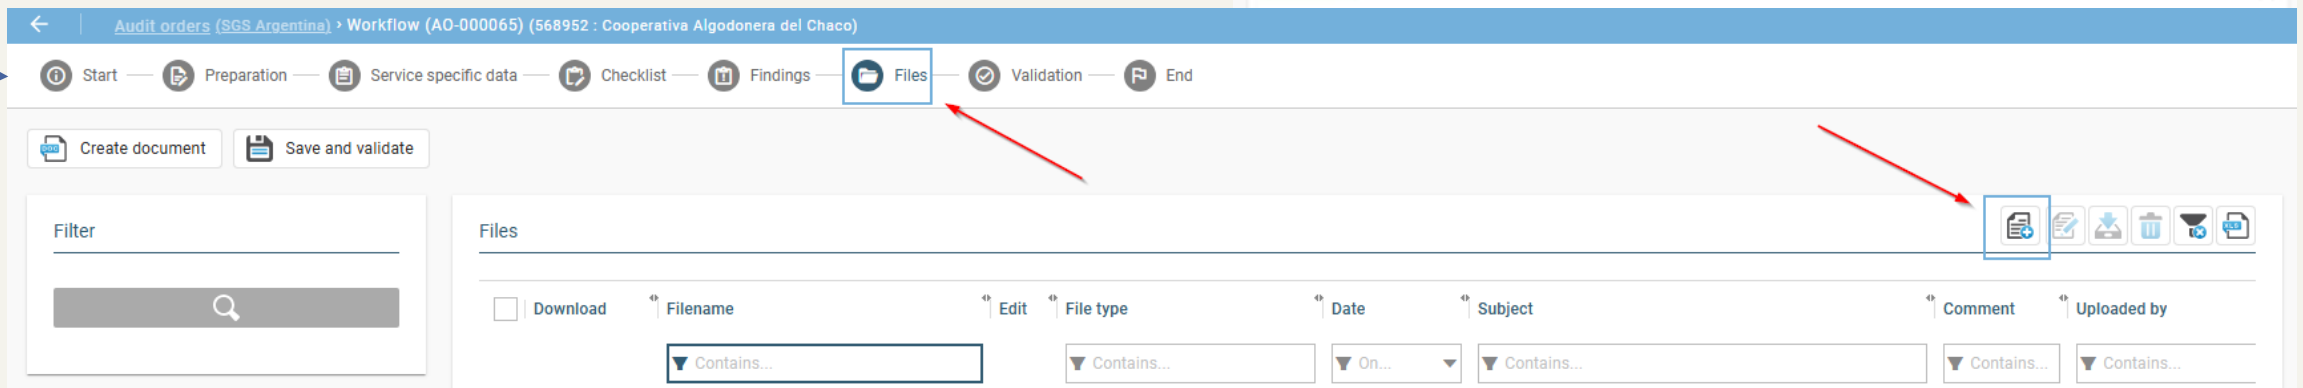 Audit orders (SGS Argentina) › Workflow (AO-000065) (568952 : Cooperativa Algodonera del Chaco)
Start Preparation Service specific data Checklist Findings Files Validation End
Create document Save and validate
Filter
Files
XLS
Download Filename Edit File type Date Subject Comment Uploaded by
Contains... Contains... On... Contains... Contains... Contains...